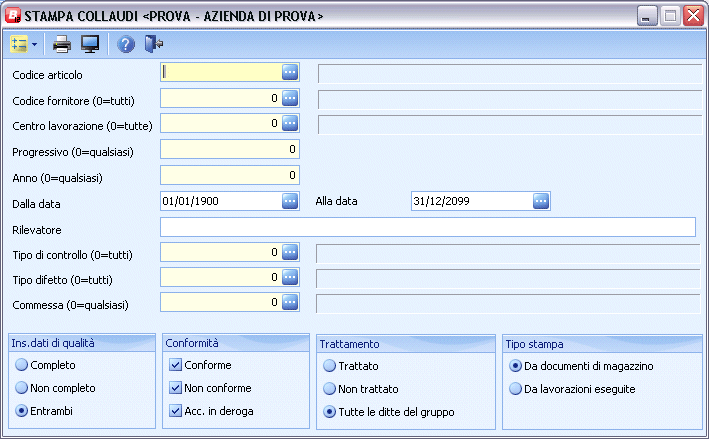 STAMPA COLLAUDI <PROVA - AZIENDA DI PROVA>
Codice articolo
Codice fornitore (0=tutti) 0
Centro lavorazione (0=tutte) 0
Progressivo (0=qualsiasi) 0
Anno (0=qualsiasi) 0
Dalla data 01/01/1900 Alla data 31/12/2099
Rilevatore
Tipo di controllo (0=tutti) 0
Tipo difetto (0=tutti) 0
Commessa (0=qualsiasi) 0
Ins.dati di qualità
Completo
Non completo
Entrambi
Conformità
Conforme
Non conforme
Acc. in deroga
Trattamento
Trattato
Non trattato
Tutte le ditte del gruppo
Tipo stampa
Da documenti di magazzino
Da lavorazioni eseguite